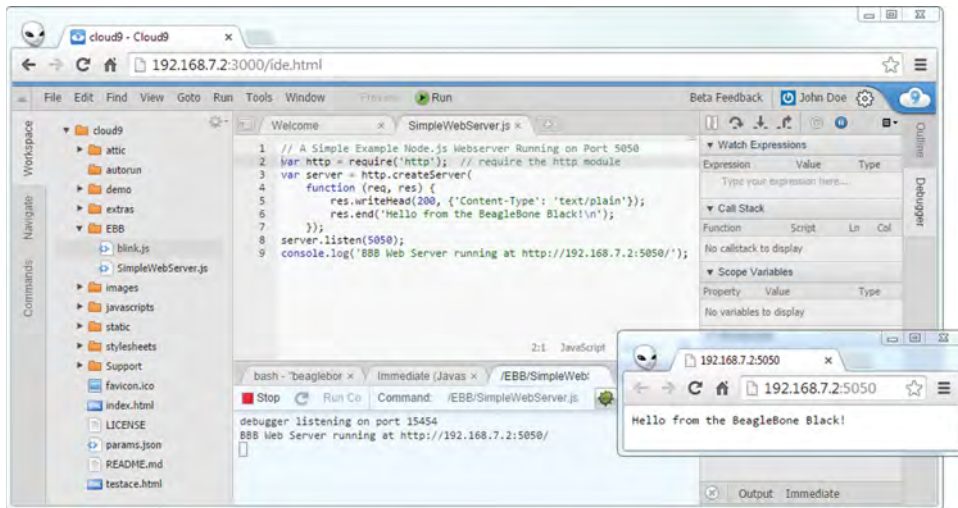 cloud9 - Cloud9
192.168.7.2:3000/ide.html
File Edit Find View Goto Run Tools Window Run
Beta Feedback John Doe
Workspace
Navigate
Commands
cloud9
attic
autorun
demo
extras
EBB
blink.js
SimpleWebServer.js
images
javascripts
static
stylesheets
Support
favicon.ico
index.html
LICENSE
params.json
README.md
testace.html
Welcome
SimpleWebServer.js
1 // A Simple Example Node.js Webserver Running on Port 5050
2 var http = require('http'); // require the http module
3 var server = http.createServer(
4 function (req, res) {
5 res.writeHead(200, {'Content-Type': 'text/plain'});
6 res.end('Hello from the BeagleBone Black!\n');
7 });
8 server.listen(5050);
9 console.log('BBB Web Server running at http://192.168.7.2:5050/');
2:1 JavaScript
bash - "beaglebor
Immediate (Javas
/EBB/SimpleWeb:
Stop Run Co Command: /EBB/SimpleWebServer.js
debugger listening on port 15454
BBB Web Server running at http://192.168.7.2:5050/
Watch Expressions
Expression Value Type
Type your expression here...
Call Stack
Function Script Ln Col
No callstack to display
Scope Variables
Property Value Type
No variables to display
Outline
Debugger
Output Immediate
192.168.7.2:5050
192.168.7.2:5050
Hello from the BeagleBone Black!